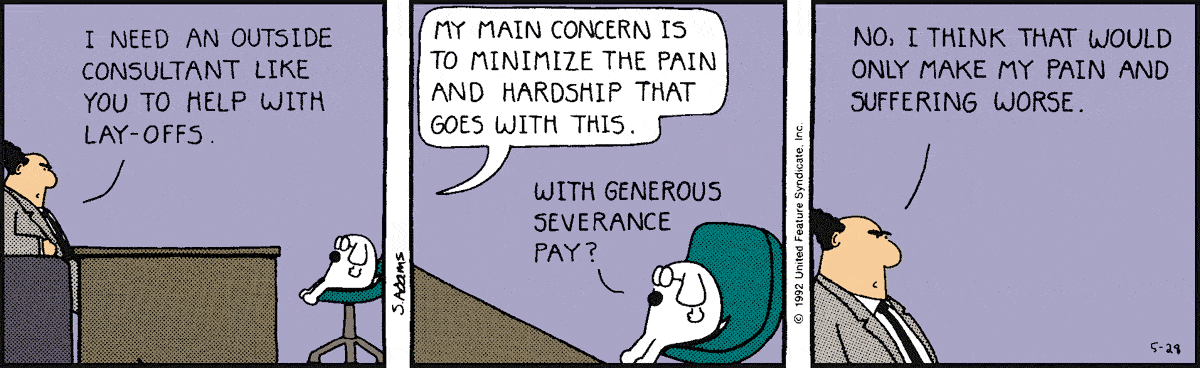 I NEED AN OUTSIDE
CONSULTANT LIKE
YOU TO HELP WITH
LAY-OFFS.
S.Adams
MY MAIN CONCERN IS
TO MINIMIZE THE PAIN
AND HARDSHIP THAT
GOES WITH THIS.
WITH GENEROUS
SEVERANCE
PAY?
© 1992 United Feature Syndicate, Inc.
NO, I THINK THAT WOULD
ONLY MAKE MY PAIN AND
SUFFERING WORSE.
5-28